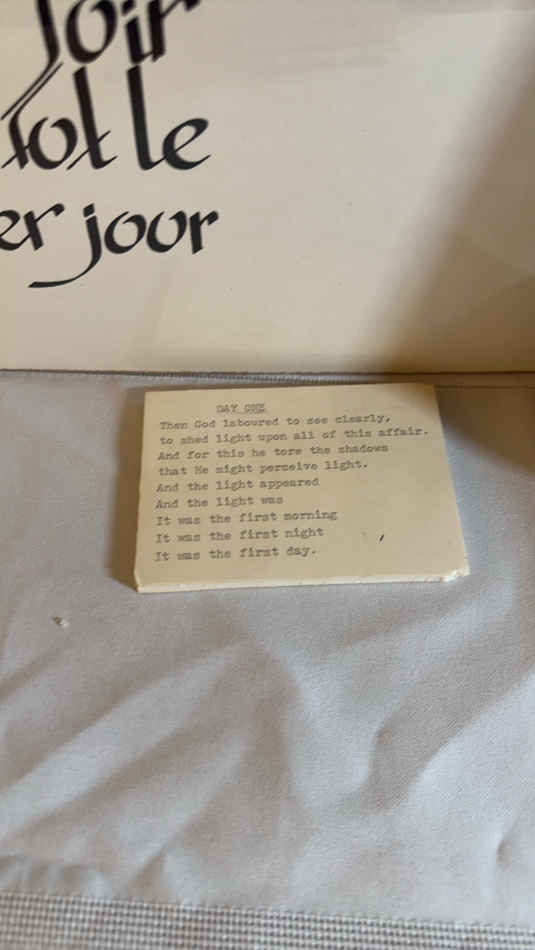 soir
fot le
er jour
DAY ONE
Then God laboured to see clearly,
to shed light upon all of this affair.
And for this he tore the shadows
that He might perceive light.
And the light appeared
And the light was
It was the first morning
It was the first night
It was the first day.